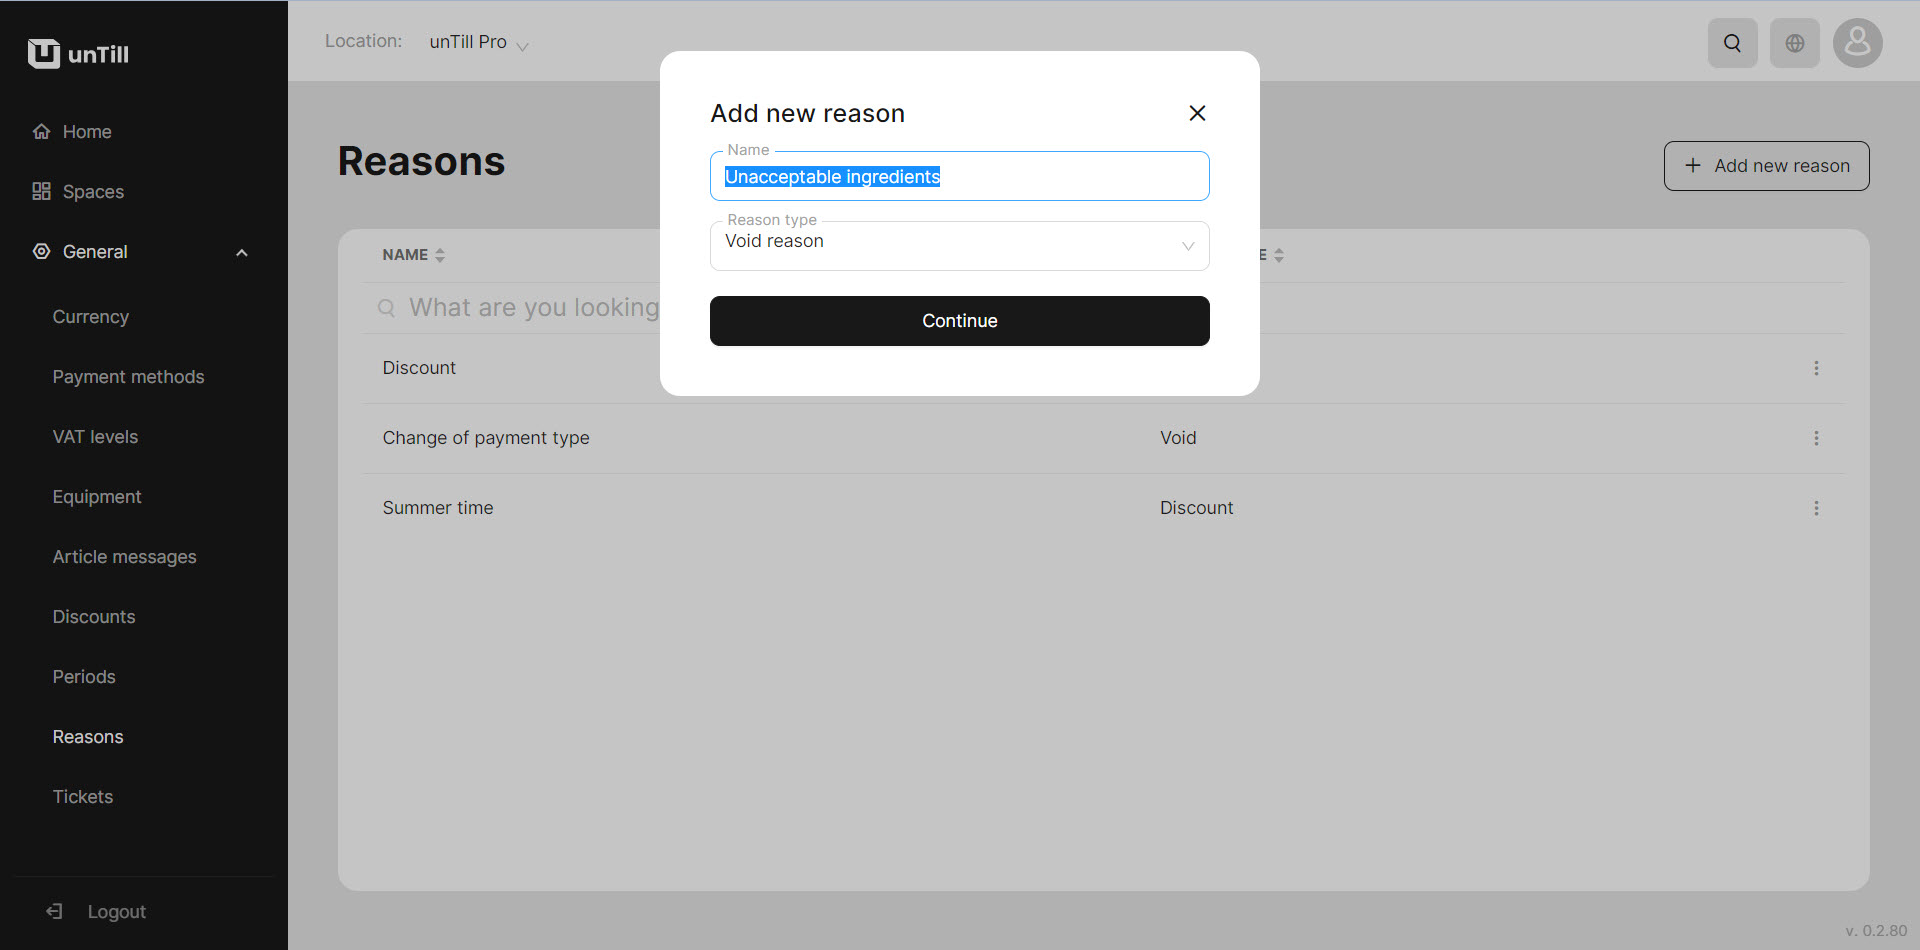 unTill
Home
Spaces
General
Currency
Payment methods
VAT levels
Equipment
Article messages
Discounts
Periods
Reasons
Tickets
Logout
Location: unTill Pro
Reasons
Add new reason
NAME
E
What are you looking
Discount
Change of payment type Void
Summer time Discount
Add new reason
Name
Unacceptable ingredients
Reason type
Void reason
Continue
v. 0.2.80